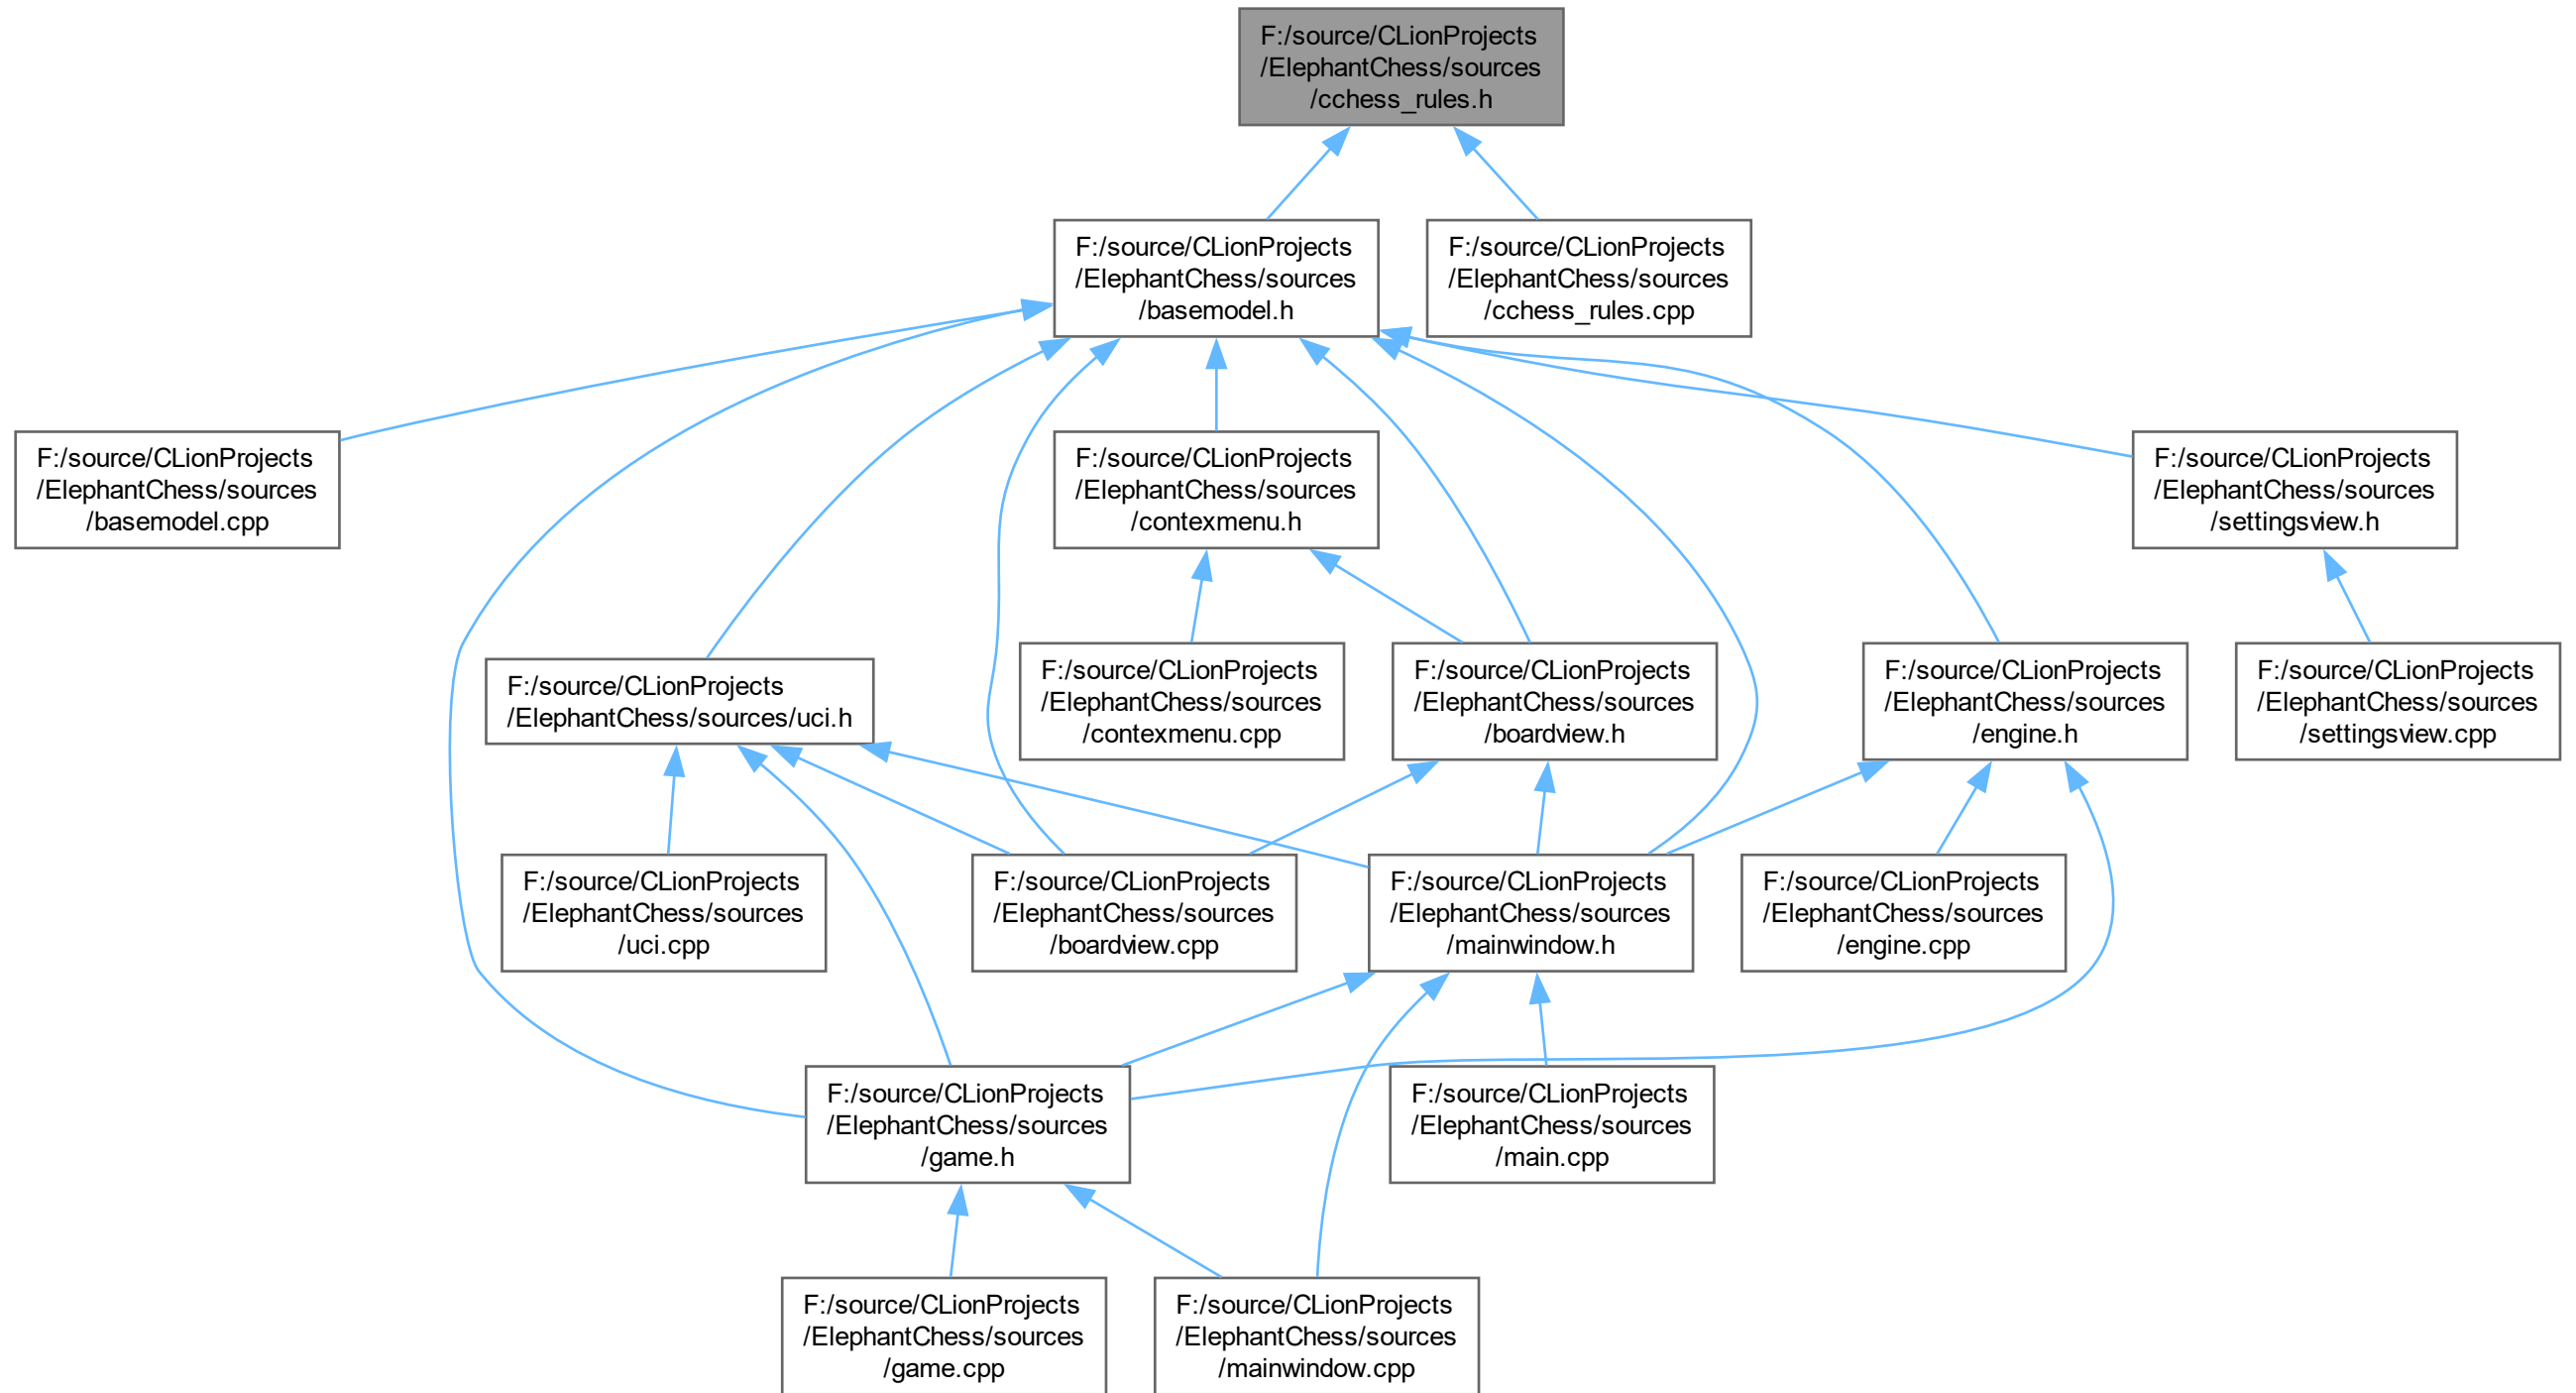 F:/source/CLionProjects
/ElephantChess/sources
/cchess_rules.h
F:/source/CLionProjects
/ElephantChess/sources
/basemodel.h
F:/source/CLionProjects
/ElephantChess/sources
/cchess_rules.cpp
F:/source/CLionProjects
/ElephantChess/sources
/basemodel.cpp
F:/source/CLionProjects
/ElephantChess/sources
/contexmenu.h
F:/source/CLionProjects
/ElephantChess/sources
/settingsview.h
F:/source/CLionProjects
/ElephantChess/sources/uci.h
F:/source/CLionProjects
/ElephantChess/sources
/contexmenu.cpp
F:/source/CLionProjects
/ElephantChess/sources
/boardview.h
F:/source/CLionProjects
/ElephantChess/sources
/engine.h
F:/source/CLionProjects
/ElephantChess/sources
/settingsview.cpp
F:/source/CLionProjects
/ElephantChess/sources
/uci.cpp
F:/source/CLionProjects
/ElephantChess/sources
/boardview.cpp
F:/source/CLionProjects
/ElephantChess/sources
/mainwindow.h
F:/source/CLionProjects
/ElephantChess/sources
/engine.cpp
F:/source/CLionProjects
/ElephantChess/sources
/game.h
F:/source/CLionProjects
/ElephantChess/sources
/main.cpp
F:/source/CLionProjects
/ElephantChess/sources
/game.cpp
F:/source/CLionProjects
/ElephantChess/sources
/mainwindow.cpp